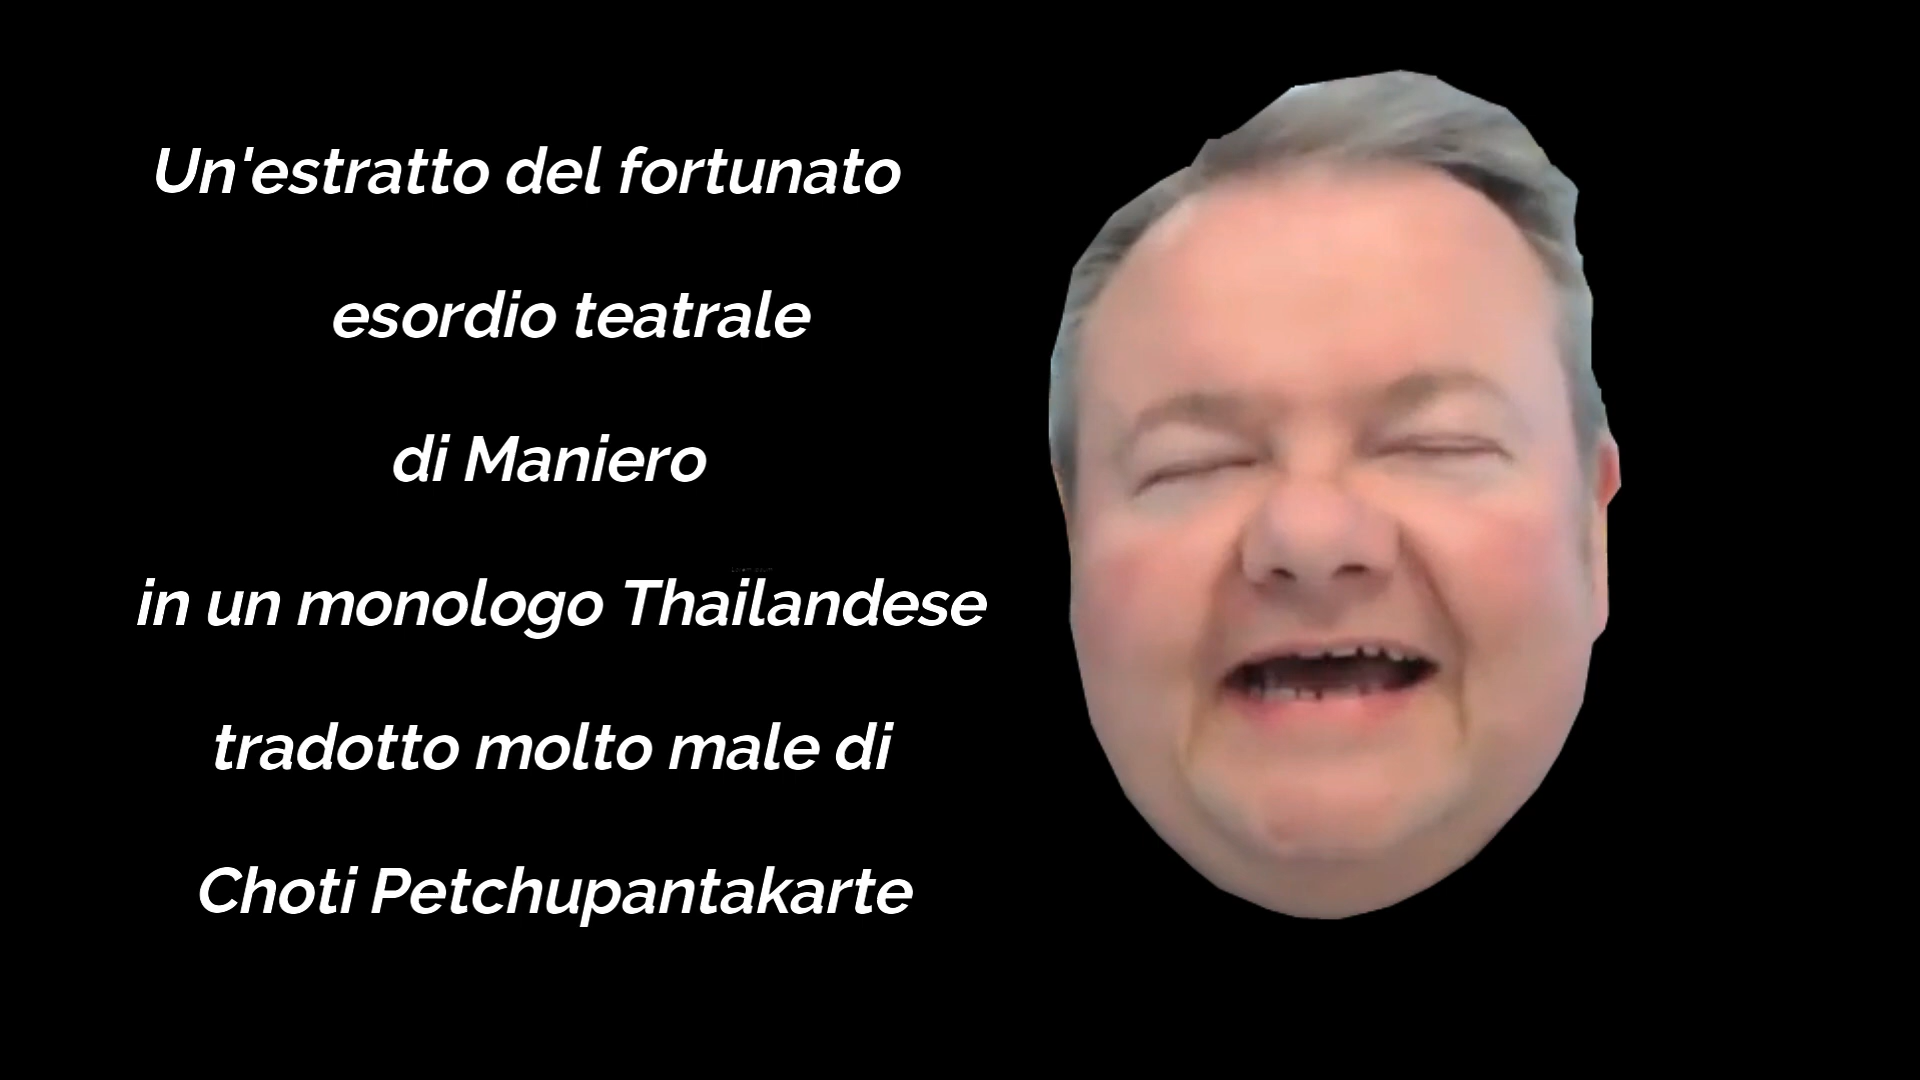 Un'estratto del fortunato
esordio teatrale
di Maniero
in un monologo Thailandese
tradotto molto male di
Choti Petchupantakarte